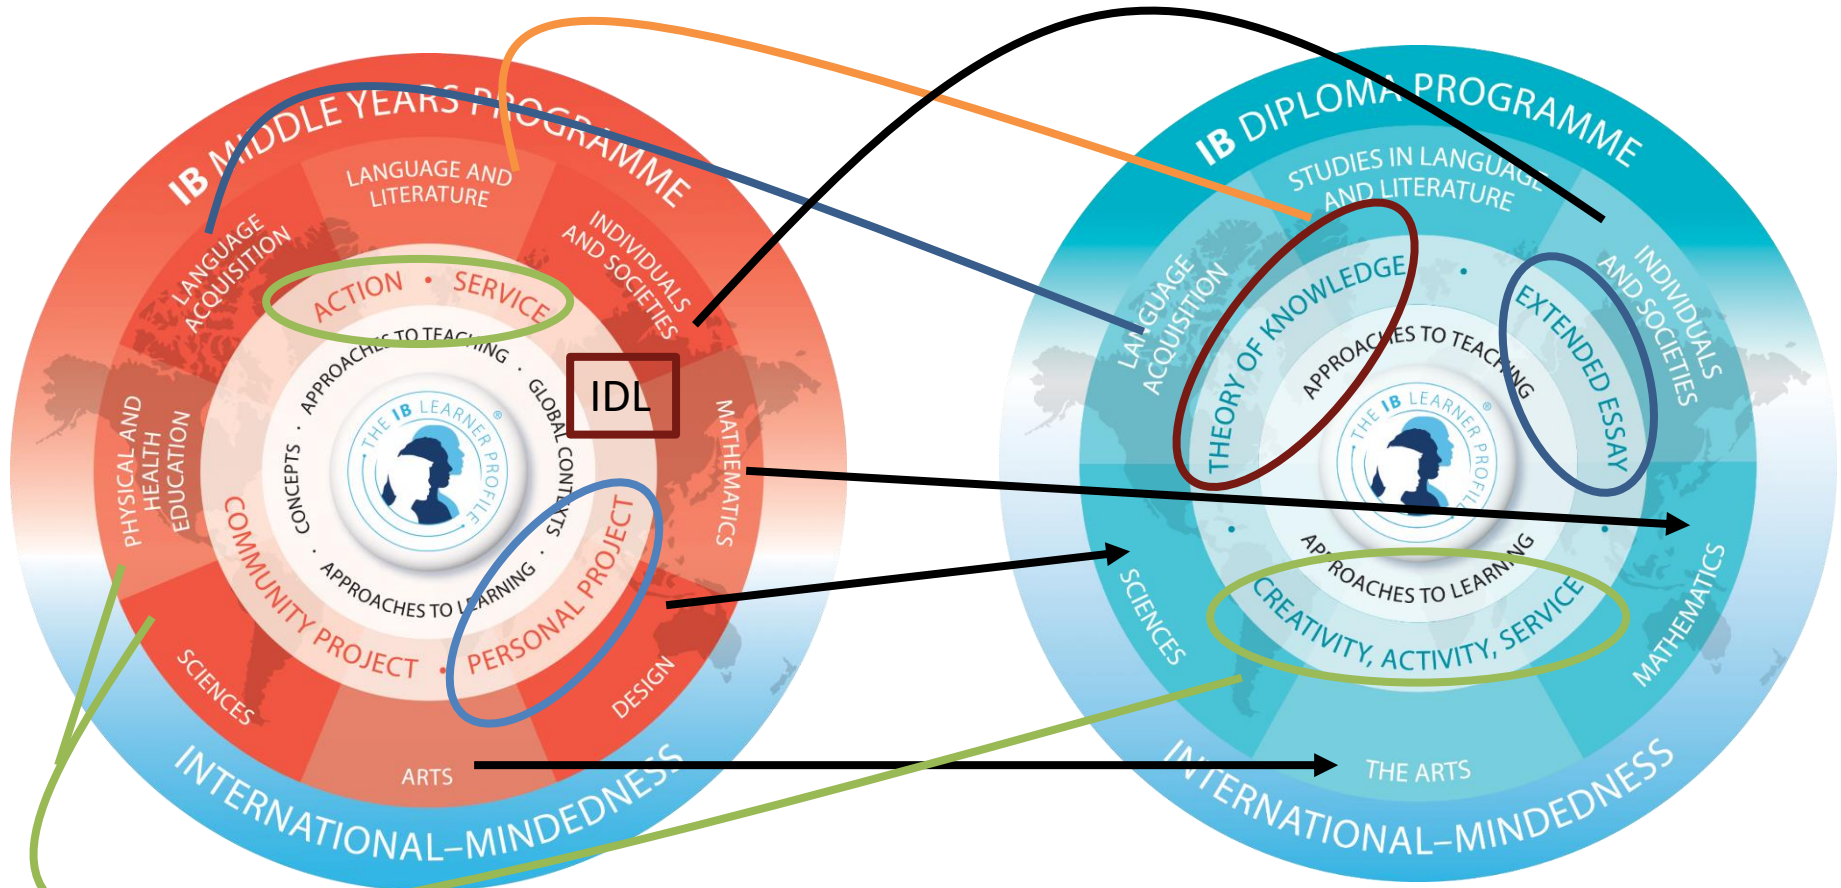 IB MIDDLE YEARS PROGRAMME
LANGUAGE AND
LITERATURE
LANGUAGE
ACQUISITION
INDIVIDUALS
AND SOCIETIES
PHYSICAL AND
HEALTH
EDUCATION
MATHEMATICS
SCIENCES
ARTS
DESIGN
ACTION • SERVICE
IDL
COMMUNITY PROJECT • PERSONAL PROJECT
APPROACHES TO TEACHING · GLOBAL CONTEXTS · APPROACHES TO LEARNING · CONCEPTS ·
THE IB LEARNER PROFILE ®
INTERNATIONAL–MINDEDNESS
IB DIPLOMA PROGRAMME
STUDIES IN LANGUAGE
AND LITERATURE
LANGUAGE
ACQUISITION
INDIVIDUALS
AND SOCIETIES
SCIENCES
MATHEMATICS
THE ARTS
THEORY OF KNOWLEDGE • EXTENDED ESSAY
• CREATIVITY, ACTIVITY, SERVICE •
APPROACHES TO TEACHING
APPROACHES TO LEARNING
THE IB LEARNER PROFILE ®
INTERNATIONAL–MINDEDNESS